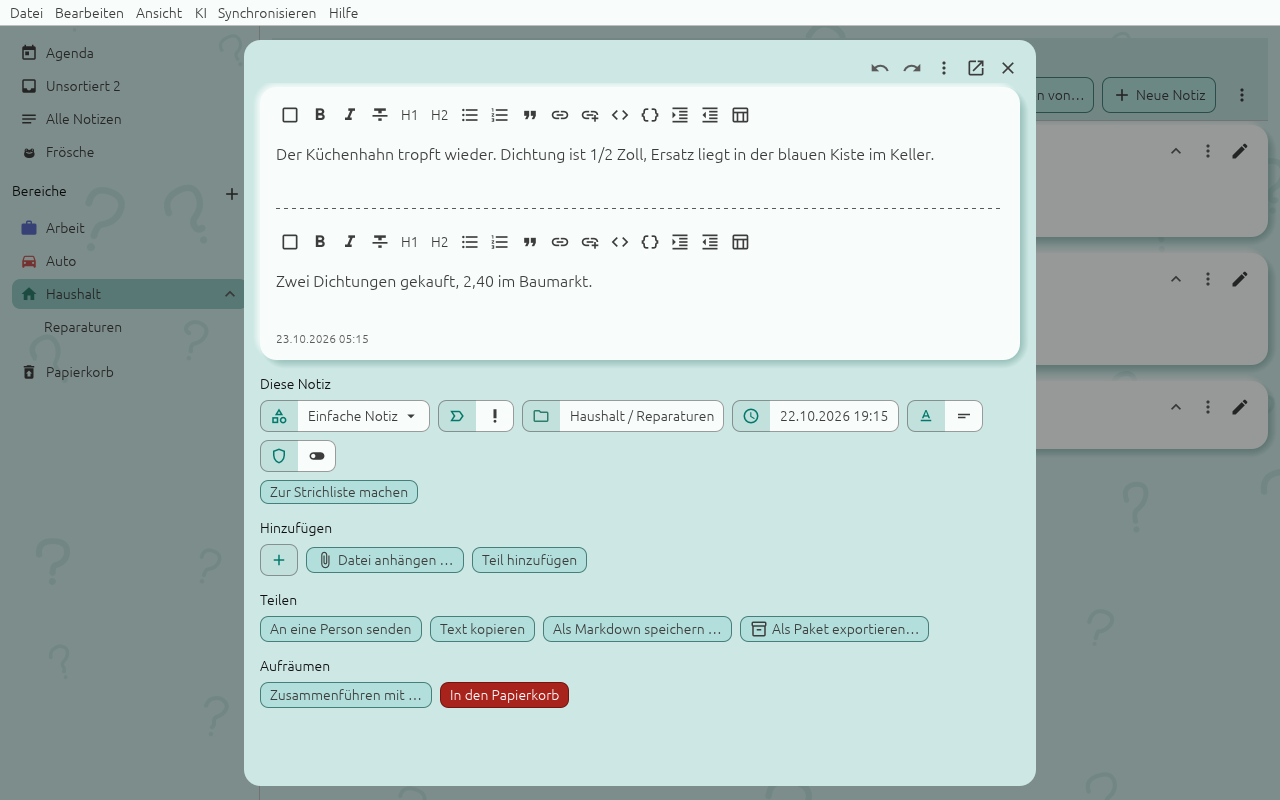 Datei Bearbeiten Ansicht KI Synchronisieren Hilfe
Agenda
Unsortiert 2
Alle Notizen
Frösche
Bereiche
Arbeit
Auto
Haushalt
Reparaturen
Papierkorb
n von…
Neue Notiz
H1 H2
Der Küchenhahn tropft wieder. Dichtung ist 1/2 Zoll, Ersatz liegt in der blauen Kiste im Keller.
H1 H2
Zwei Dichtungen gekauft, 2,40 im Baumarkt.
23.10.2026 05:15
Diese Notiz
Einfache Notiz
Haushalt / Reparaturen
22.10.2026 19:15
Zur Strichliste machen
Hinzufügen
Datei anhängen …
Teil hinzufügen
Teilen
An eine Person senden
Text kopieren
Als Markdown speichern …
Als Paket exportieren…
Aufräumen
Zusammenführen mit …
In den Papierkorb